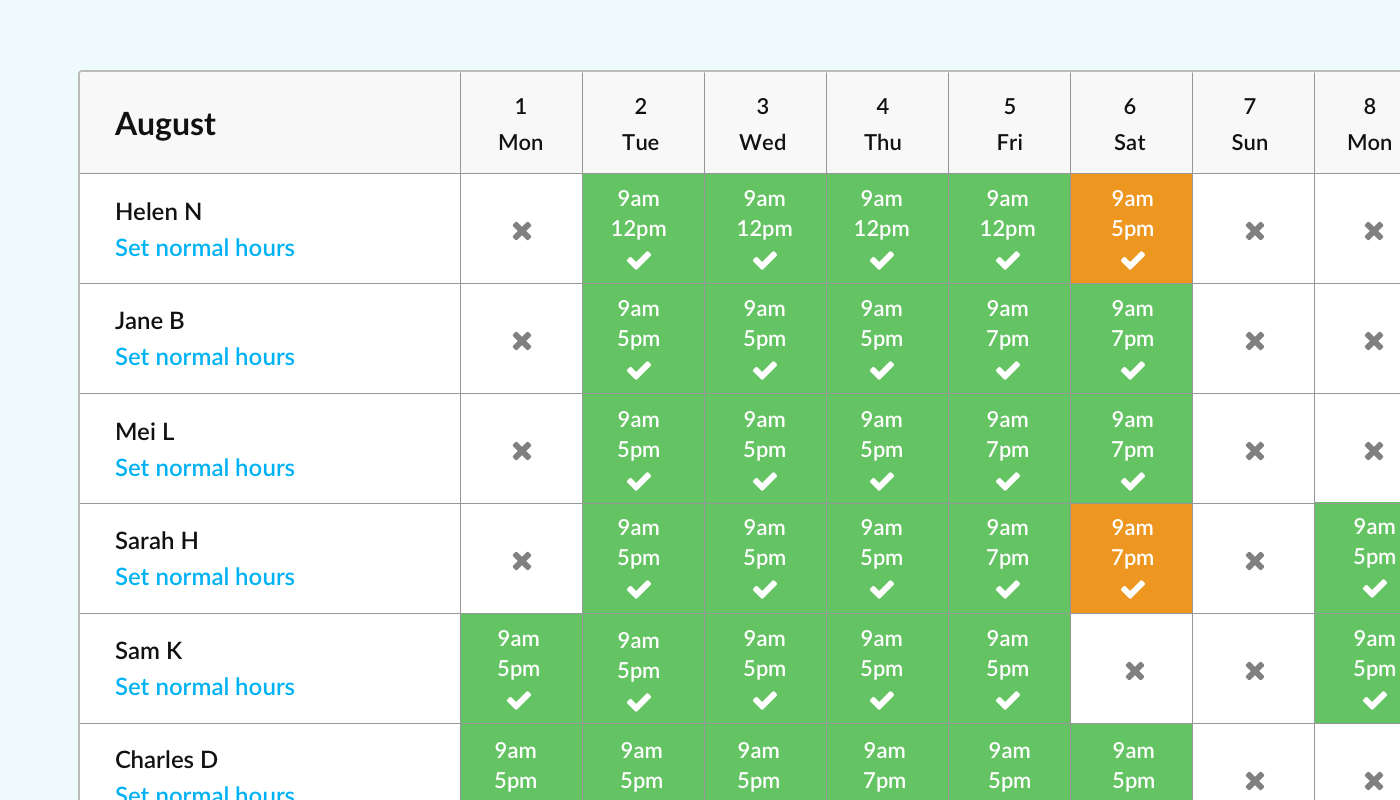 August
1 2 3 4 5 6 7 8
Mon Tue Wed Thu Fri Sat Sun Mon
Helen N
Set normal hours
9am 9am 9am 9am 9am
12pm 12pm 12pm 12pm 5pm
Jane B
Set normal hours
9am 9am 9am 9am 9am
5pm 5pm 5pm 7pm 7pm
Mei L
Set normal hours
9am 9am 9am 9am 9am
5pm 5pm 5pm 7pm 7pm
Sarah H
Set normal hours
9am 9am 9am 9am 9am 9am
5pm 5pm 5pm 7pm 7pm 5pm
Sam K
Set normal hours
9am 9am 9am 9am 9am 9am
5pm 5pm 5pm 5pm 5pm 5pm
Charles D
Set normal hours
9am 9am 9am 9am 9am 9am
5pm 5pm 5pm 7pm 5pm 5pm